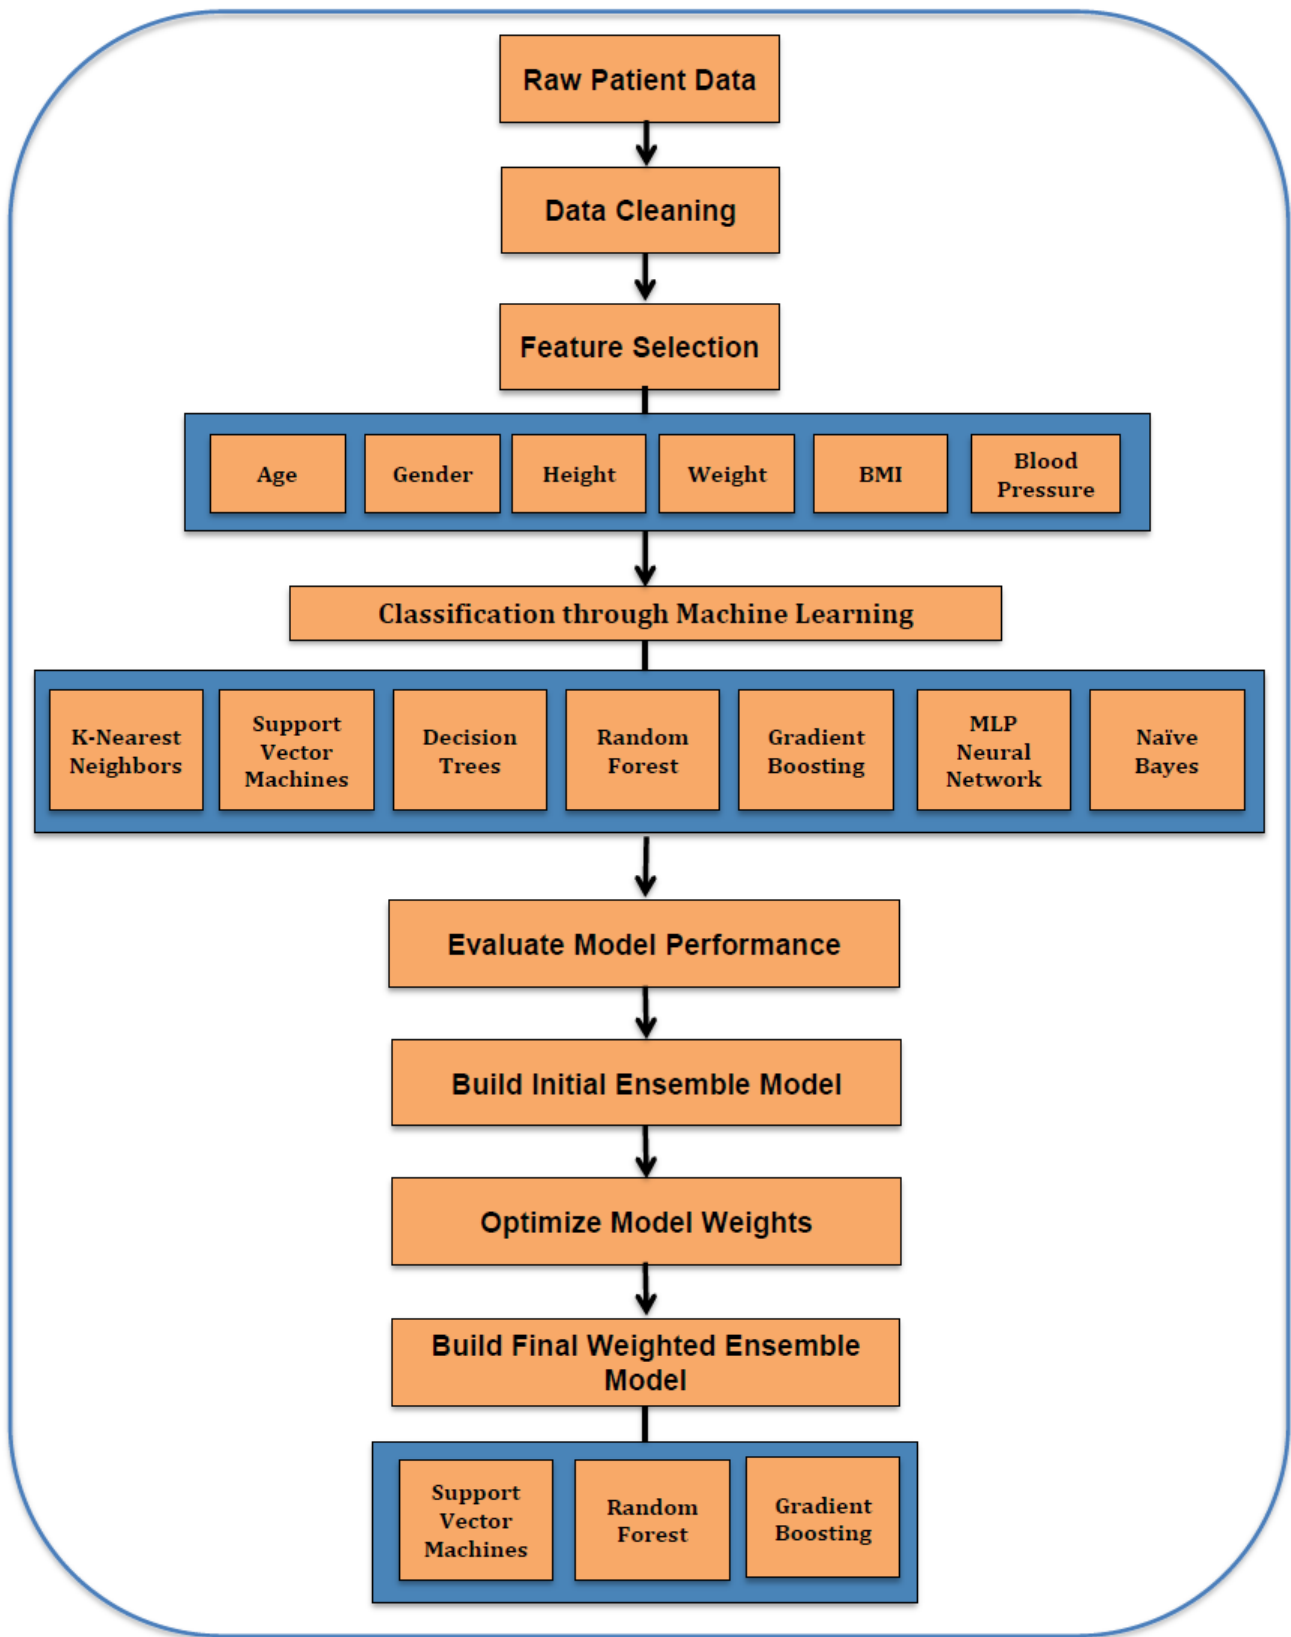 Raw Patient Data
Data Cleaning
Feature Selection
Age
Gender
Height
Weight
BMI
Blood
Pressure
Classification through Machine Learning
K-Nearest
Neighbors
Support
Vector
Machines
Decision
Trees
Random
Forest
Gradient
Boosting
MLP
Neural
Network
Naïve
Bayes
Evaluate Model Performance
Build Initial Ensemble Model
Optimize Model Weights
Build Final Weighted Ensemble
Model
Support
Vector
Machines
Random
Forest
Gradient
Boosting